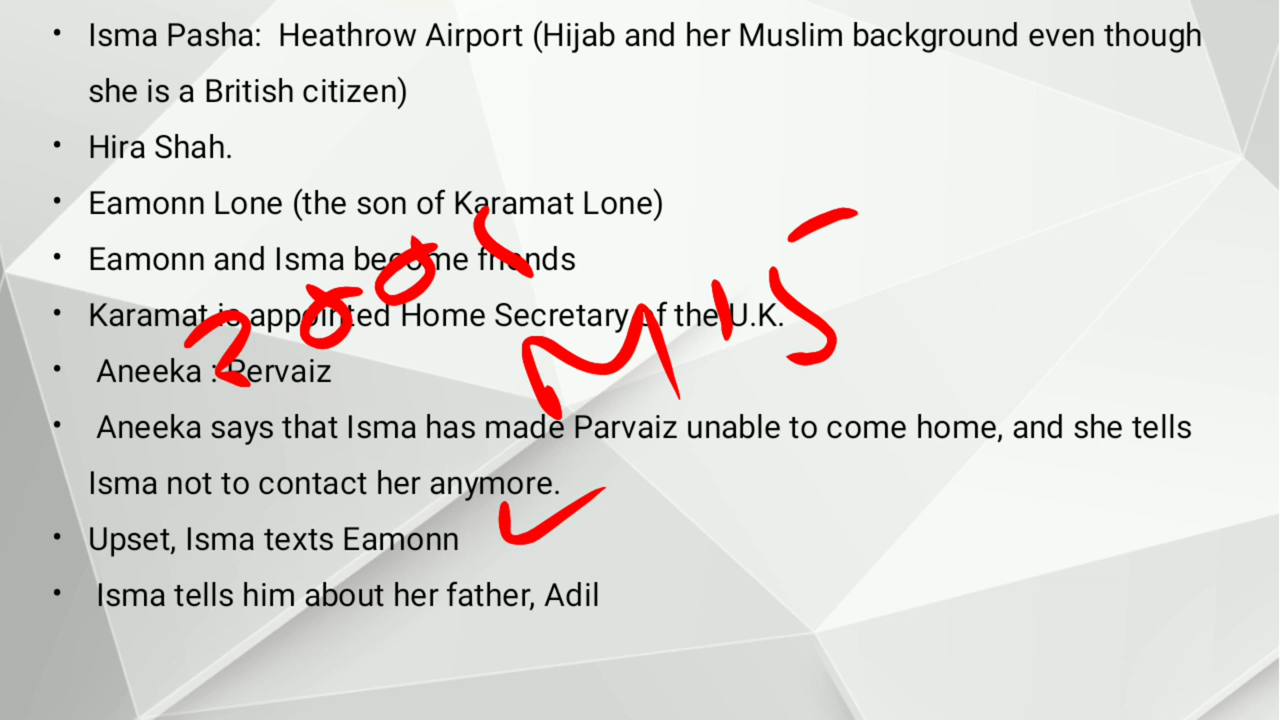 • Isma Pasha:  Heathrow Airport (Hijab and her Muslim background even though
she is a British citizen)
• Hira Shah.
• Eamonn Lone (the son of Karamat Lone)
• Eamonn and Isma become friends
• Karamat is appointed Home Secretary of the U.K.
• Aneeka : Pervaiz
• Aneeka says that Isma has made Parvaiz unable to come home, and she tells
Isma not to contact her anymore.
• Upset, Isma texts Eamonn
• Isma tells him about her father, Adil
MI5